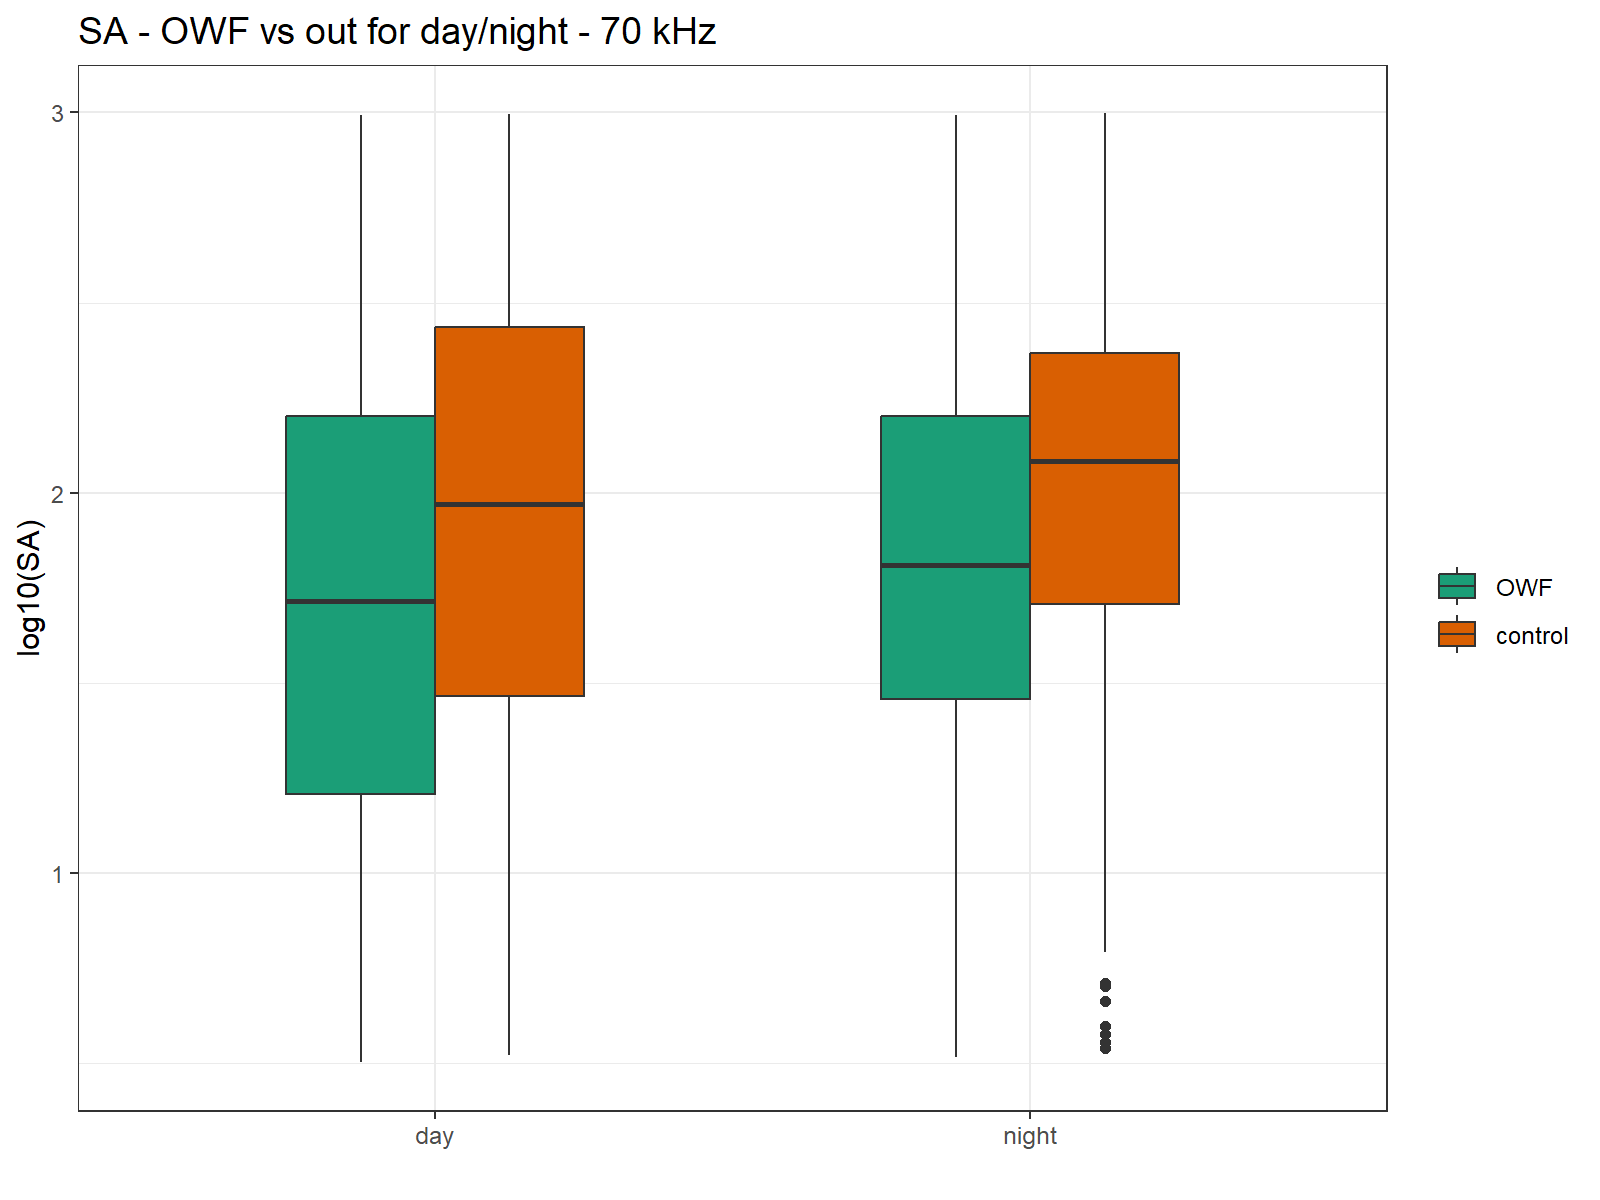 SA - OWF vs out for day/night - 70 kHz
3
2
1
log10(SA)
day
night
OWF
control